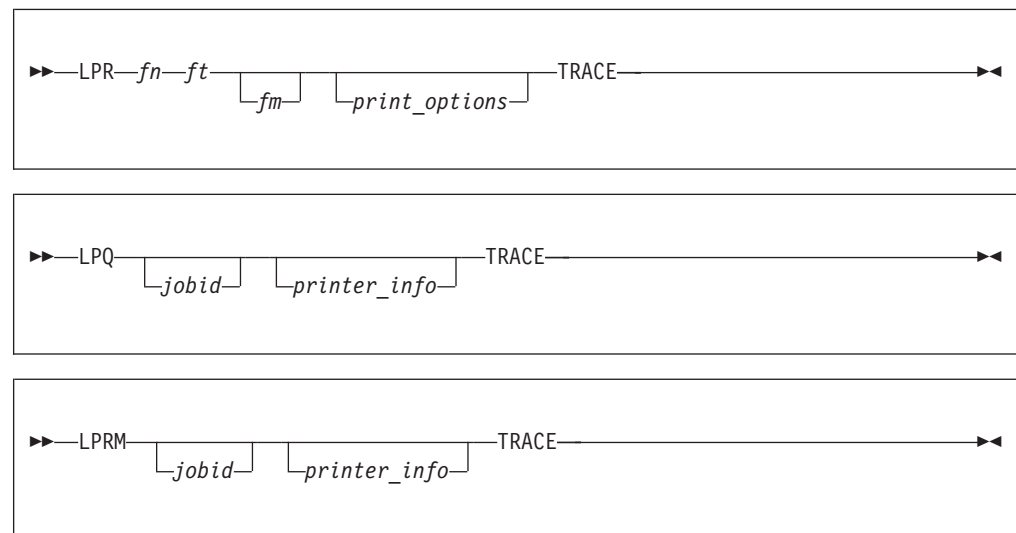 LPR fn ft TRACE
fm print_options
LPQ TRACE
jobid printer_info
LPRM TRACE
jobid printer_info